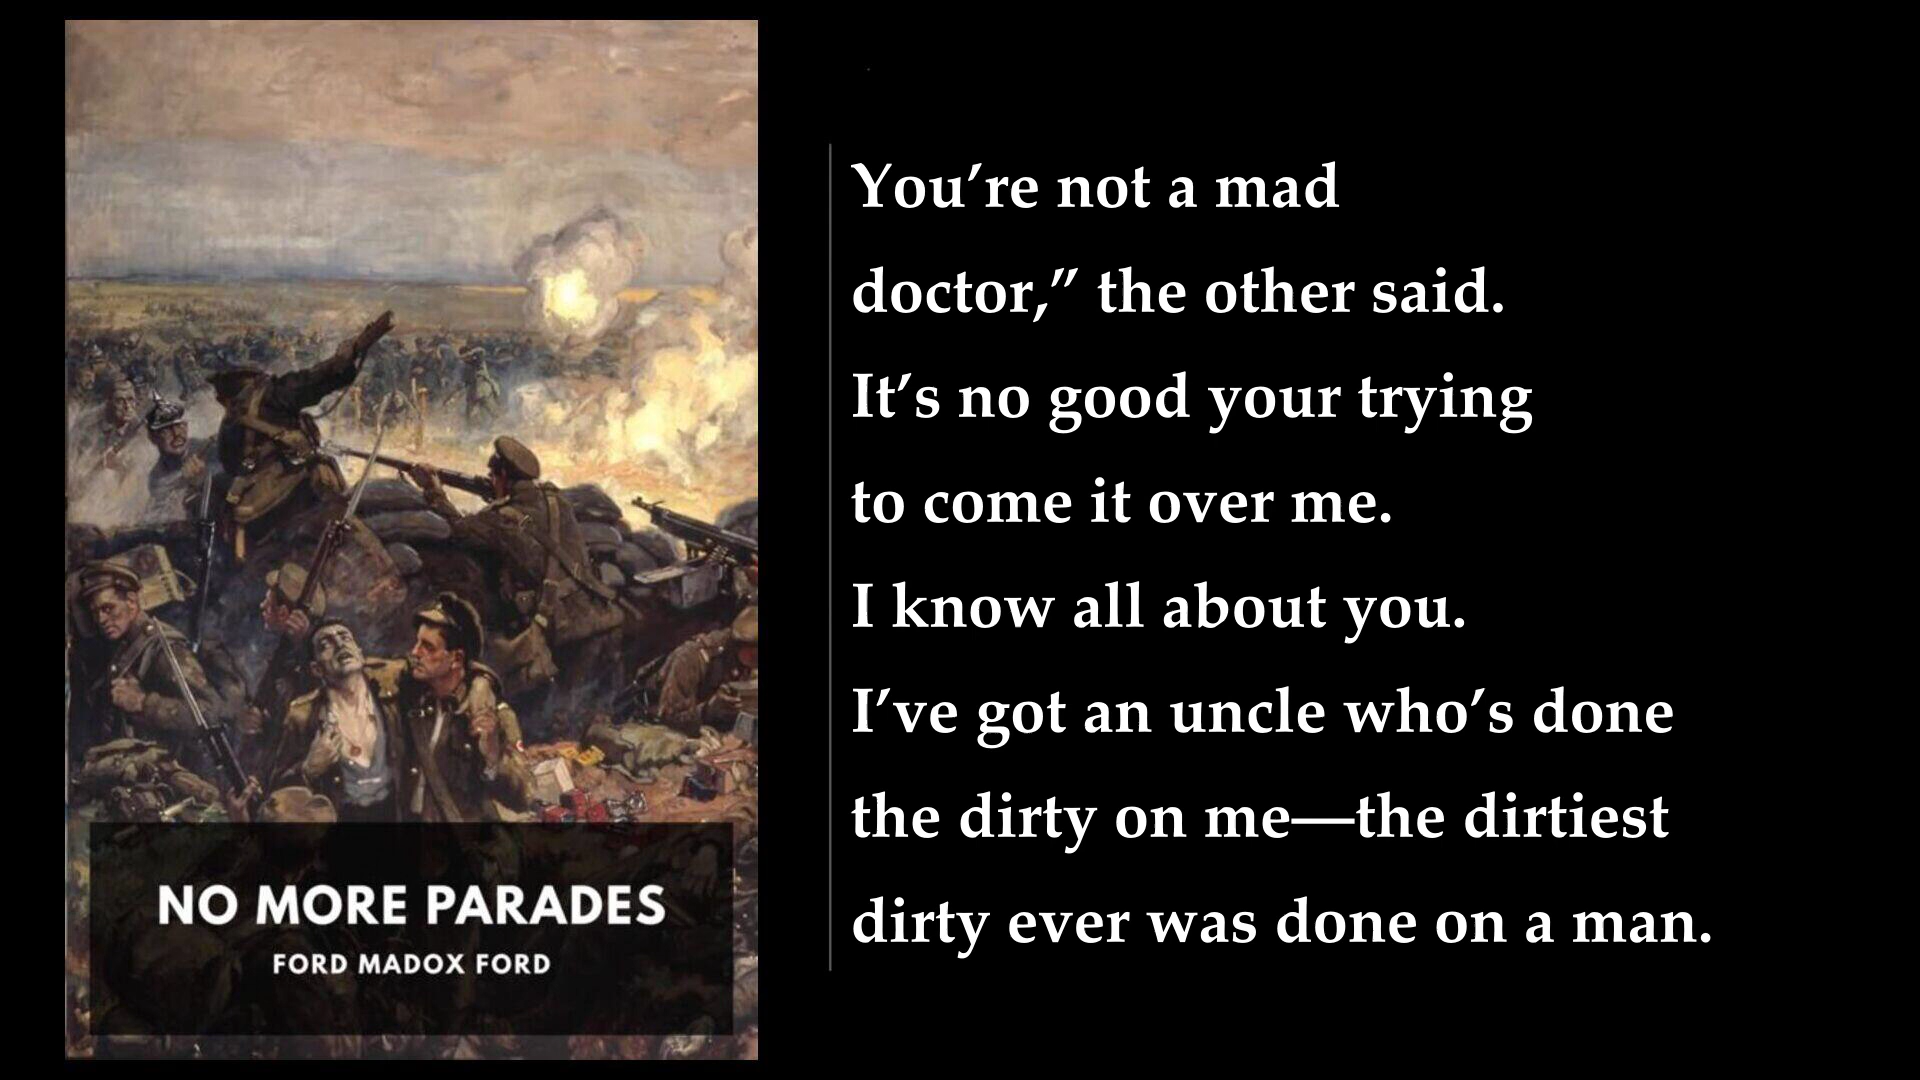 You’re not a mad
doctor,” the other said.
It’s no good your trying
to come it over me.
I know all about you.
I’ve got an uncle who’s done
the dirty on me—the dirtiest
dirty ever was done on a man.
NO MORE PARADES
FORD MADOX FORD